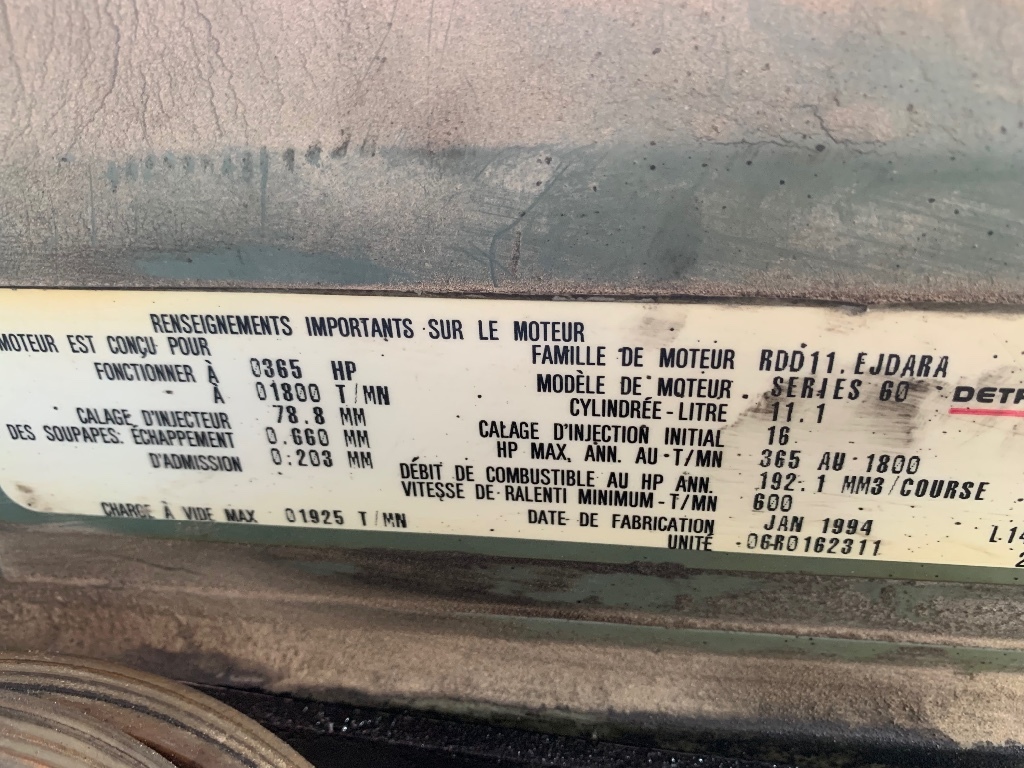 RENSEIGNEMENTS IMPORTANTS SUR LE MOTEUR
MOTEUR EST CONÇU POUR
FONCTIONNER À 0365 HP
À 01800 T/MN
CALAGE D'INJECTEUR 78.8 MM
DES SOUPAPES: ÉCHAPPEMENT 0.660 MM
D'ADMISSION 0.203 MM
CHARGE À VIDE MAX 01925 T/MN
FAMILLE DE MOTEUR RDD11.EJDARA
MODÈLE DE MOTEUR SERIES 60
CYLINDRÉE-LITRE 11.1
CALAGE D'INJECTION INITIAL 16
HP MAX. ANN. AU T/MN 365 AU 1800
DÉBIT DE COMBUSTIBLE AU HP ANN. 192.1 MM3/COURSE
VITESSE DE RALENTI MINIMUM-T/MN 600
DATE DE FABRICATION JAN 1994
UNITÉ 06R0162311
DETR
L14
2